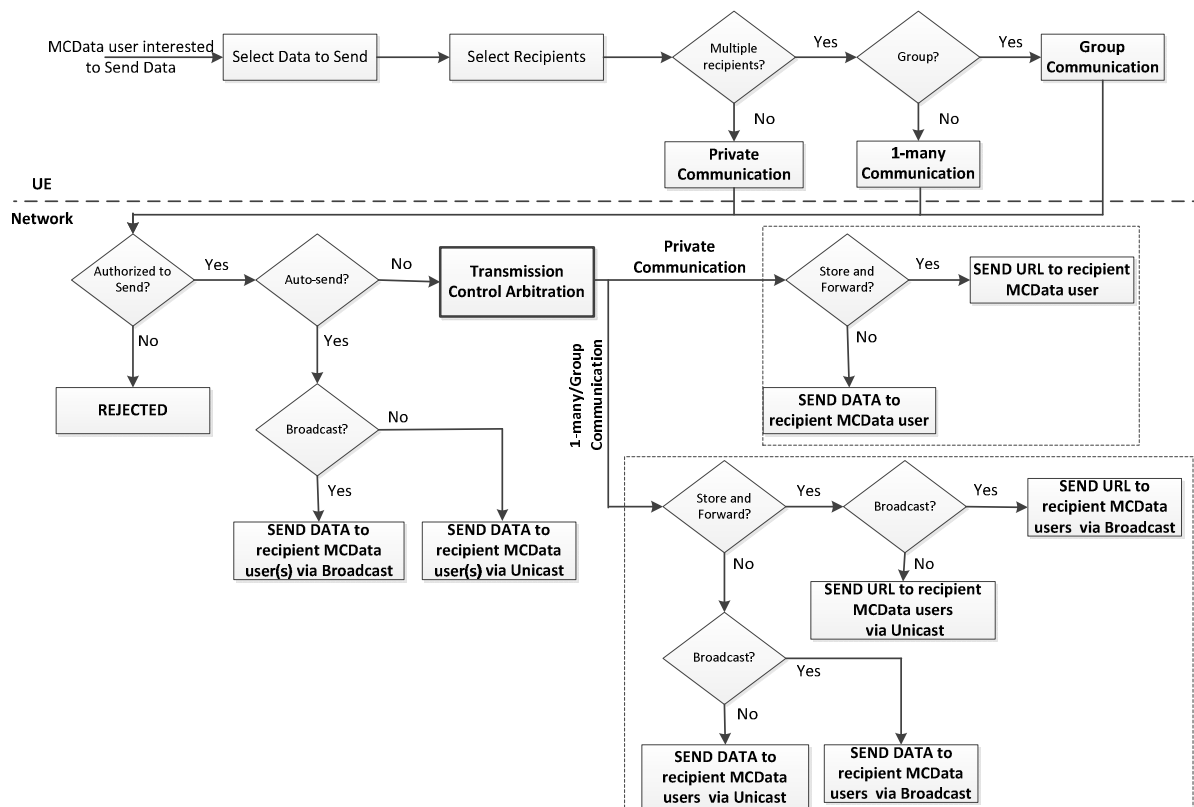 MCData user interested
to Send Data
Select Data to Send
Select Recipients
Multiple
recipients?
Yes
Group?
Yes
Group
Communication
No
No
Private
Communication
1-many
Communication
UE
Network
Authorized to
Send?
Yes
Auto-send?
No
Transmission
Control Arbitration
Private
Communication
Store and
Forward?
Yes
SEND URL to recipient
MCData user
No
Yes
No
REJECTED
SEND DATA to
recipient MCData user
1-many/Group
Communication
Broadcast?
No
Yes
SEND DATA to
recipient MCData
user(s) via Broadcast
SEND DATA to
recipient MCData
user(s) via Unicast
Store and
Forward?
Yes
Broadcast?
Yes
SEND URL to
recipient MCData
users via Broadcast
No
No
SEND URL to recipient
MCData users
via Unicast
Broadcast?
Yes
No
SEND DATA to
recipient MCData
users via Unicast
SEND DATA to
recipient MCData
users via Broadcast